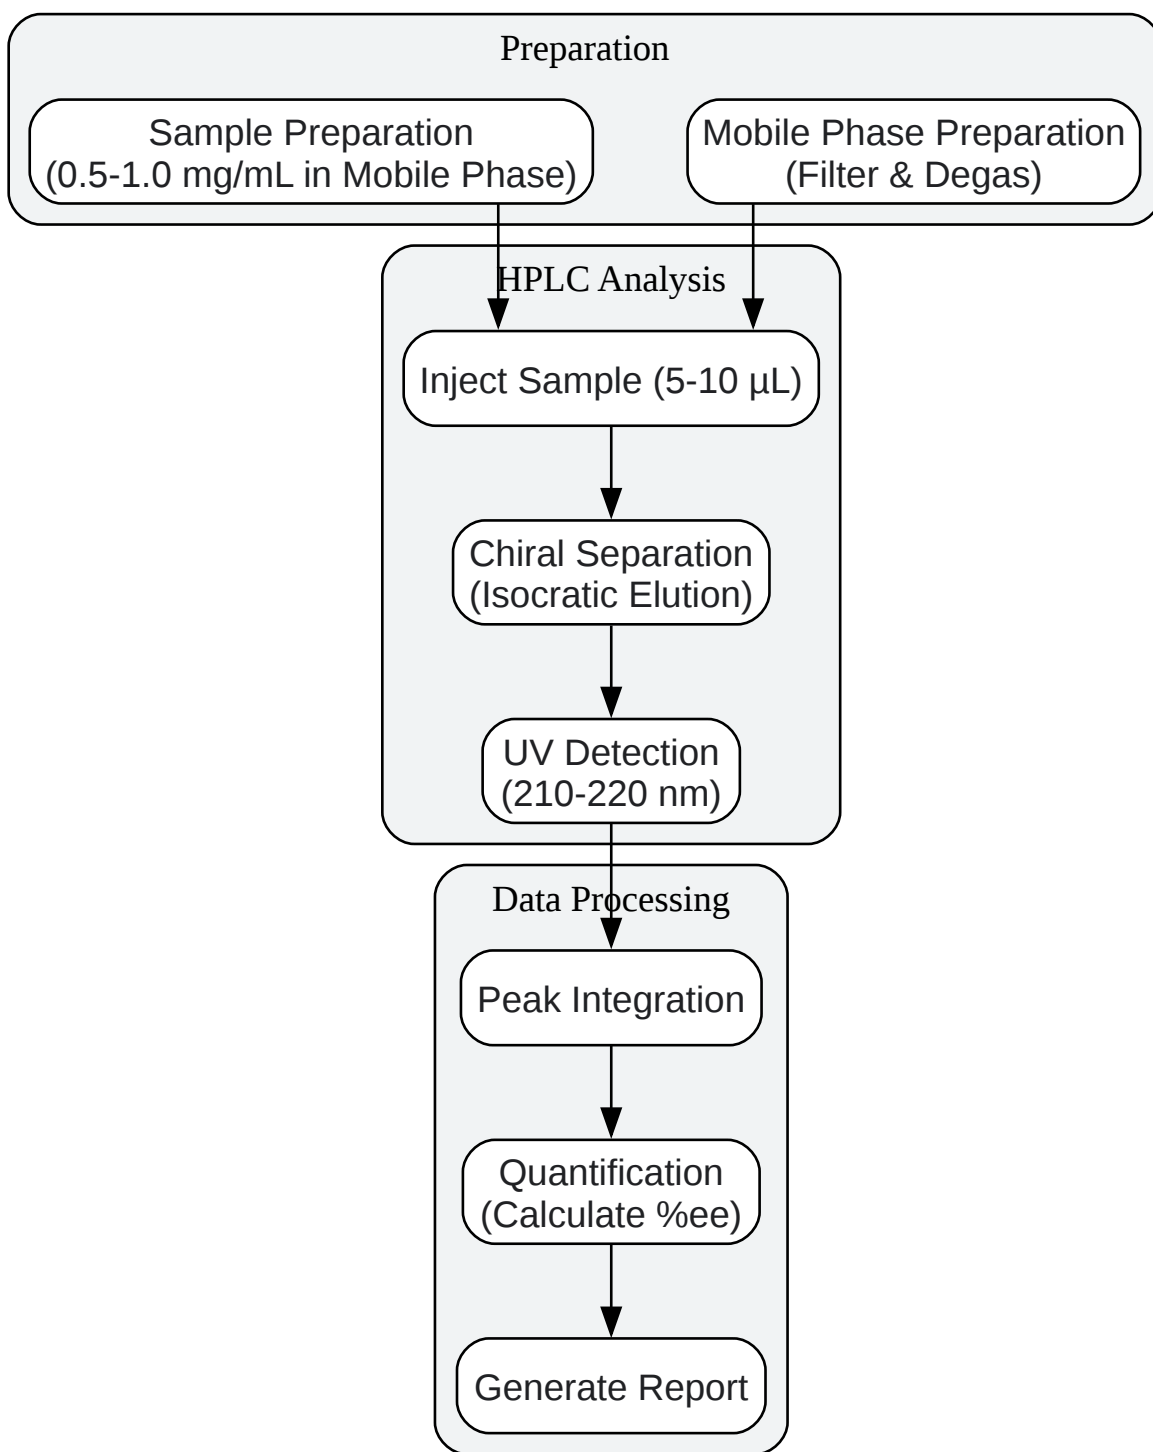 Preparation
Sample Preparation
(0.5-1.0 mg/mL in Mobile Phase)
Mobile Phase Preparation
(Filter & Degas)
HPLC Analysis
Inject Sample (5-10 µL)
Chiral Separation
(Isocratic Elution)
UV Detection
(210-220 nm)
Data Processing
Peak Integration
Quantification
(Calculate %ee)
Generate Report